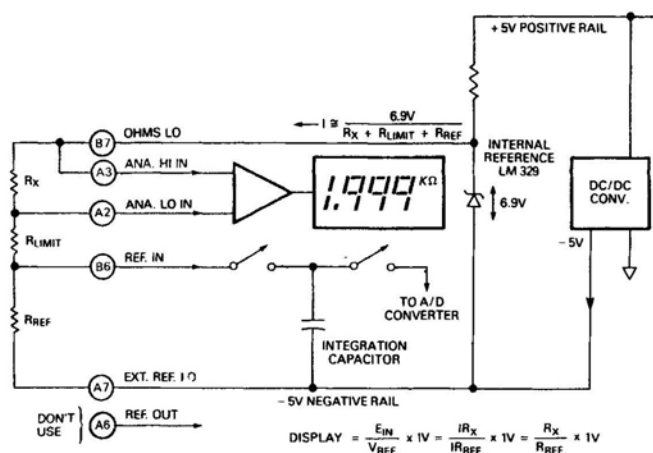 +5V POSITIVE RAIL
I ≅ 6.9V / (RX + RLIMIT + RREF)
B7 OHMS LO
A3 ANA. HI IN
INTERNAL
REFERENCE
LM 329
RX
1.999 KΩ
DC/DC
CONV.
6.9V
A2 ANA. LO IN
RLIMIT
-5V
B6 REF. IN
TO A/D
CONVERTER
RREF
INTEGRATION
CAPACITOR
A7 EXT. REF. LO
-5V NEGATIVE RAIL
DON'T
USE
A6 REF. OUT
DISPLAY = EIN / VREF x 1V = IRX / IRREF x 1V = RX / RREF x 1V